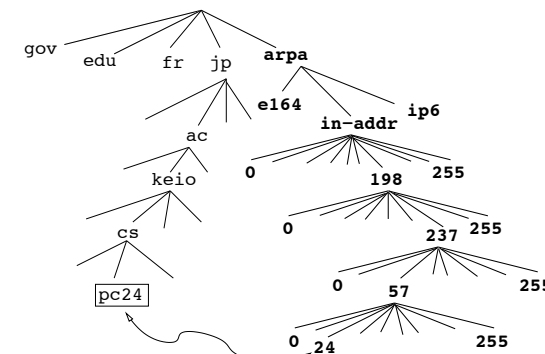 gov edu fr jp arpa
e164 in-addr ip6
ac
0 255
keio 198
0 255
cs 237
0 255
pc24 57
0 24 255